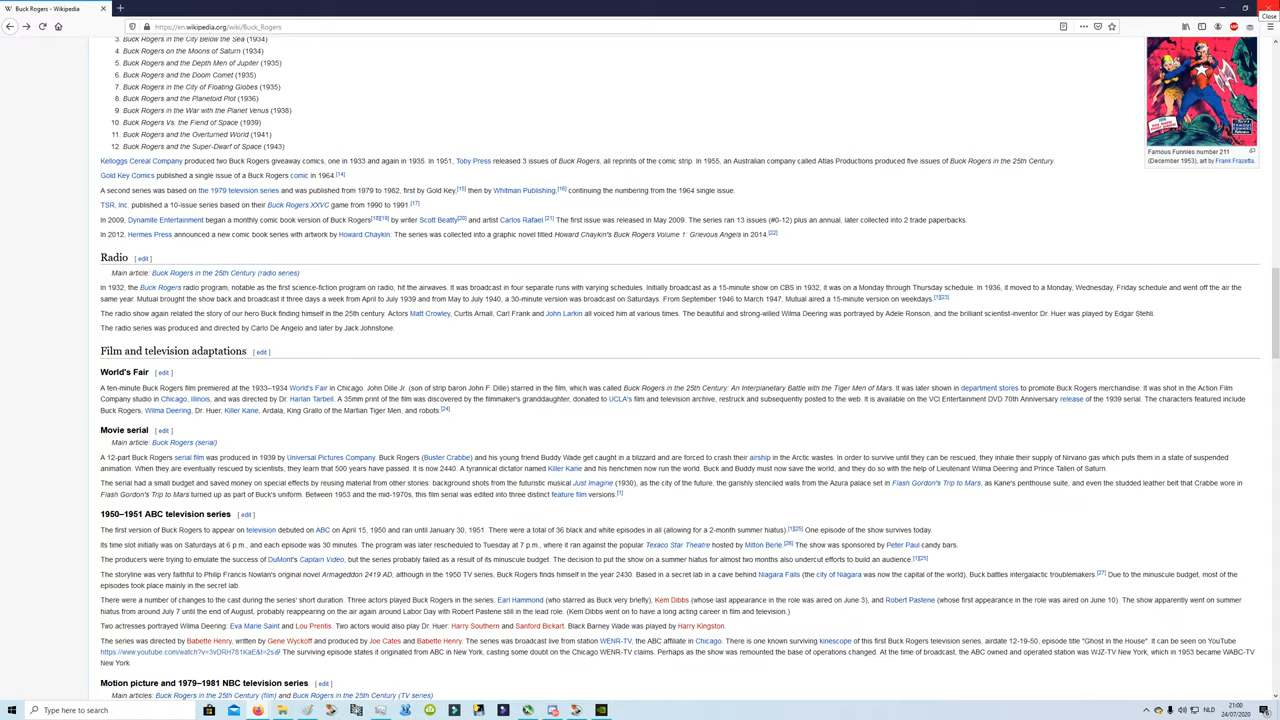 Buck Rogers - Wikipedia
Close
https://en.wikipedia.org/wiki/Buck_Rogers
3. Buck Rogers in the City Below the Sea (1934)
4. Buck Rogers on the Moons of Saturn (1934)
5. Buck Rogers and the Depth Men of Jupiter (1935)
6. Buck Rogers and the Doom Comet (1935)
7. Buck Rogers in the City of Floating Globes (1935)
8. Buck Rogers and the Planetoid Plot (1936)
9. Buck Rogers in the War with the Planet Venus (1938)
10. Buck Rogers Vs. the Fiend of Space (1939)
11. Buck Rogers and the Overturned World (1941)
12. Buck Rogers and the Super-Dwarf of Space (1943)
Famous Funnies number 211
(December 1953), art by Frank Frazetta.
Kelloggs Cereal Company produced two Buck Rogers giveaway comics, one in 1933 and again in 1935. In 1951, Toby Press released 3 issues of Buck Rogers, all reprints of the comic strip. In 1955, an Australian company called Atlas Productions produced five issues of Buck Rogers in the 25th Century.
Gold Key Comics published a single issue of a Buck Rogers comic in 1964.[14]
A second series was based on the 1979 television series and was published from 1979 to 1982, first by Gold Key,[15] then by Whitman Publishing,[16] continuing the numbering from the 1964 single issue.
TSR, Inc. published a 10-issue series based on their Buck Rogers XXVC game from 1990 to 1991.[17]
In 2009, Dynamite Entertainment began a monthly comic book version of Buck Rogers[18][19] by writer Scott Beatty[20] and artist Carlos Rafael.[21] The first issue was released in May 2009. The series ran 13 issues (#0-12) plus an annual, later collected into 2 trade paperbacks.
In 2012, Hermes Press announced a new comic book series with artwork by Howard Chaykin. The series was collected into a graphic novel titled Howard Chaykin's Buck Rogers Volume 1: Grievous Angels in 2014.[22]
Radio [ edit ]
Main article: Buck Rogers in the 25th Century (radio series)
In 1932, the Buck Rogers radio program, notable as the first science-fiction program on radio, hit the airwaves. It was broadcast in four separate runs with varying schedules. Initially broadcast as a 15-minute show on CBS in 1932, it was on a Monday through Thursday schedule. In 1936, it moved to a Monday, Wednesday, Friday schedule and went off the air the
same year. Mutual brought the show back and broadcast it three days a week from April to July 1939 and from May to July 1940, a 30-minute version was broadcast on Saturdays. From September 1946 to March 1947, Mutual aired a 15-minute version on weekdays.[1][23]
The radio show again related the story of our hero Buck finding himself in the 25th century. Actors Matt Crowley, Curtis Arnall, Carl Frank and John Larkin all voiced him at various times. The beautiful and strong-willed Wilma Deering was portrayed by Adele Ronson, and the brilliant scientist-inventor Dr. Huer was played by Edgar Stehli.
The radio series was produced and directed by Carlo De Angelo and later by Jack Johnstone.
Film and television adaptations [ edit ]
World's Fair [ edit ]
A ten-minute Buck Rogers film premiered at the 1933–1934 World's Fair in Chicago. John Dille Jr. (son of strip baron John F. Dille) starred in the film, which was called Buck Rogers in the 25th Century: An Interplanetary Battle with the Tiger Men of Mars. It was later shown in department stores to promote Buck Rogers merchandise. It was shot in the Action Film
Company studio in Chicago, Illinois, and was directed by Dr. Harlan Tarbell. A 35mm print of the film was discovered by the filmmaker's granddaughter, donated to UCLA's film and television archive, restruck and subsequently posted to the web. It is available on the VCI Entertainment DVD 70th Anniversary release of the 1939 serial. The characters featured include
Buck Rogers, Wilma Deering, Dr. Huer, Killer Kane, Ardala, King Grallo of the Martian Tiger Men, and robots.[24]
Movie serial [ edit ]
Main article: Buck Rogers (serial)
A 12-part Buck Rogers serial film was produced in 1939 by Universal Pictures Company. Buck Rogers (Buster Crabbe) and his young friend Buddy Wade get caught in a blizzard and are forced to crash their airship in the Arctic wastes. In order to survive until they can be rescued, they inhale their supply of Nirvano gas which puts them in a state of suspended
animation. When they are eventually rescued by scientists, they learn that 500 years have passed. It is now 2440. A tyrannical dictator named Killer Kane and his henchmen now run the world. Buck and Buddy must now save the world, and they do so with the help of Lieutenant Wilma Deering and Prince Tallen of Saturn.
The serial had a small budget and saved money on special effects by reusing material from other stories: background shots from the futuristic musical Just Imagine (1930), as the city of the future, the garishly stenciled walls from the Azura palace set in Flash Gordon's Trip to Mars, as Kane's penthouse suite, and even the studded leather belt that Crabbe wore in
Flash Gordon's Trip to Mars turned up as part of Buck's uniform. Between 1953 and the mid-1970s, this film serial was edited into three distinct feature film versions.[1]
1950–1951 ABC television series [ edit ]
The first version of Buck Rogers to appear on television debuted on ABC on April 15, 1950 and ran until January 30, 1951. There were a total of 36 black and white episodes in all (allowing for a 2-month summer hiatus).[1][25] One episode of the show survives today.
Its time slot initially was on Saturdays at 6 p.m., and each episode was 30 minutes. The program was later rescheduled to Tuesday at 7 p.m., where it ran against the popular Texaco Star Theatre hosted by Milton Berle.[26] The show was sponsored by Peter Paul candy bars.
The producers were trying to emulate the success of DuMont's Captain Video, but the series probably failed as a result of its minuscule budget. The decision to put the show on a summer hiatus for almost two months also undercut efforts to build an audience.[1][25]
The storyline was very faithful to Philip Francis Nowlan's original novel Armageddon 2419 AD, although in the 1950 TV series, Buck Rogers finds himself in the year 2430. Based in a secret lab in a cave behind Niagara Falls (the city of Niagara was now the capital of the world), Buck battles intergalactic troublemakers.[27] Due to the minuscule budget, most of the
episodes took place mainly in the secret lab.
There were a number of changes to the cast during the series' short duration. Three actors played Buck Rogers in the series: Earl Hammond (who starred as Buck very briefly), Kem Dibbs (whose last appearance in the role was aired on June 3), and Robert Pastene (whose first appearance in the role was aired on June 10). The show apparently went on summer
hiatus from around July 7 until the end of August, probably reappearing on the air again around Labor Day with Robert Pastene still in the lead role. (Kem Dibbs went on to have a long acting career in film and television.)
Two actresses portrayed Wilma Deering: Eva Marie Saint and Lou Prentis. Two actors would also play Dr. Huer: Harry Southern and Sanford Bickart. Black Barney Wade was played by Harry Kingston.
The series was directed by Babette Henry, written by Gene Wyckoff and produced by Joe Cates and Babette Henry. The series was broadcast live from station WENR-TV, the ABC affiliate in Chicago. There is one known surviving kinescope of this first Buck Rogers television series, airdate 12-19-50, episode title "Ghost in the House". It can be seen on YouTube
https://www.youtube.com/watch?v=3vDRH781KaE&t=2s The surviving episode states it originated from ABC in New York, casting some doubt on the Chicago WENR-TV claims. Perhaps as the show was remounted the base of operations changed. At the time of broadcast, the ABC owned and operated station was WJZ-TV New York, which in 1953 became WABC-TV
New York.
Motion picture and 1979–1981 NBC television series [ edit ]
Main articles: Buck Rogers in the 25th Century (film) and Buck Rogers in the 25th Century (TV series)
Type here to search
NLD
21:00
24/07/2020